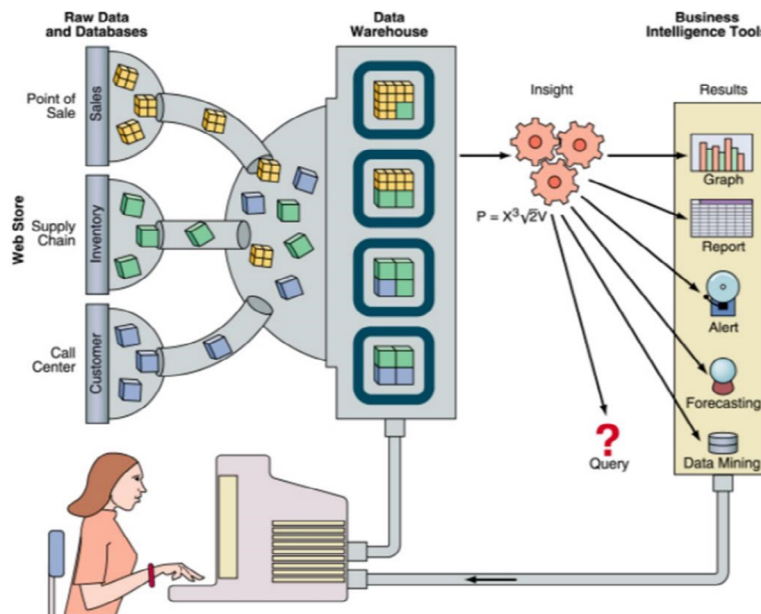 Raw Data
and Databases
Data
Warehouse
Business
Intelligence Tools
Web Store
Point of
Sale
Sales
Supply
Chain
Inventory
Call
Center
Customer
Insight
P = X³√2V
Results
Graph
Report
Alert
Forecasting
Data Mining
?
Query